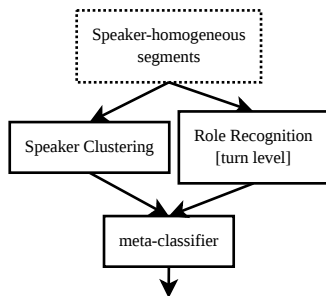 Speaker-homogeneous
segments
Speaker Clustering
Role Recognition
[turn level]
meta-classifier